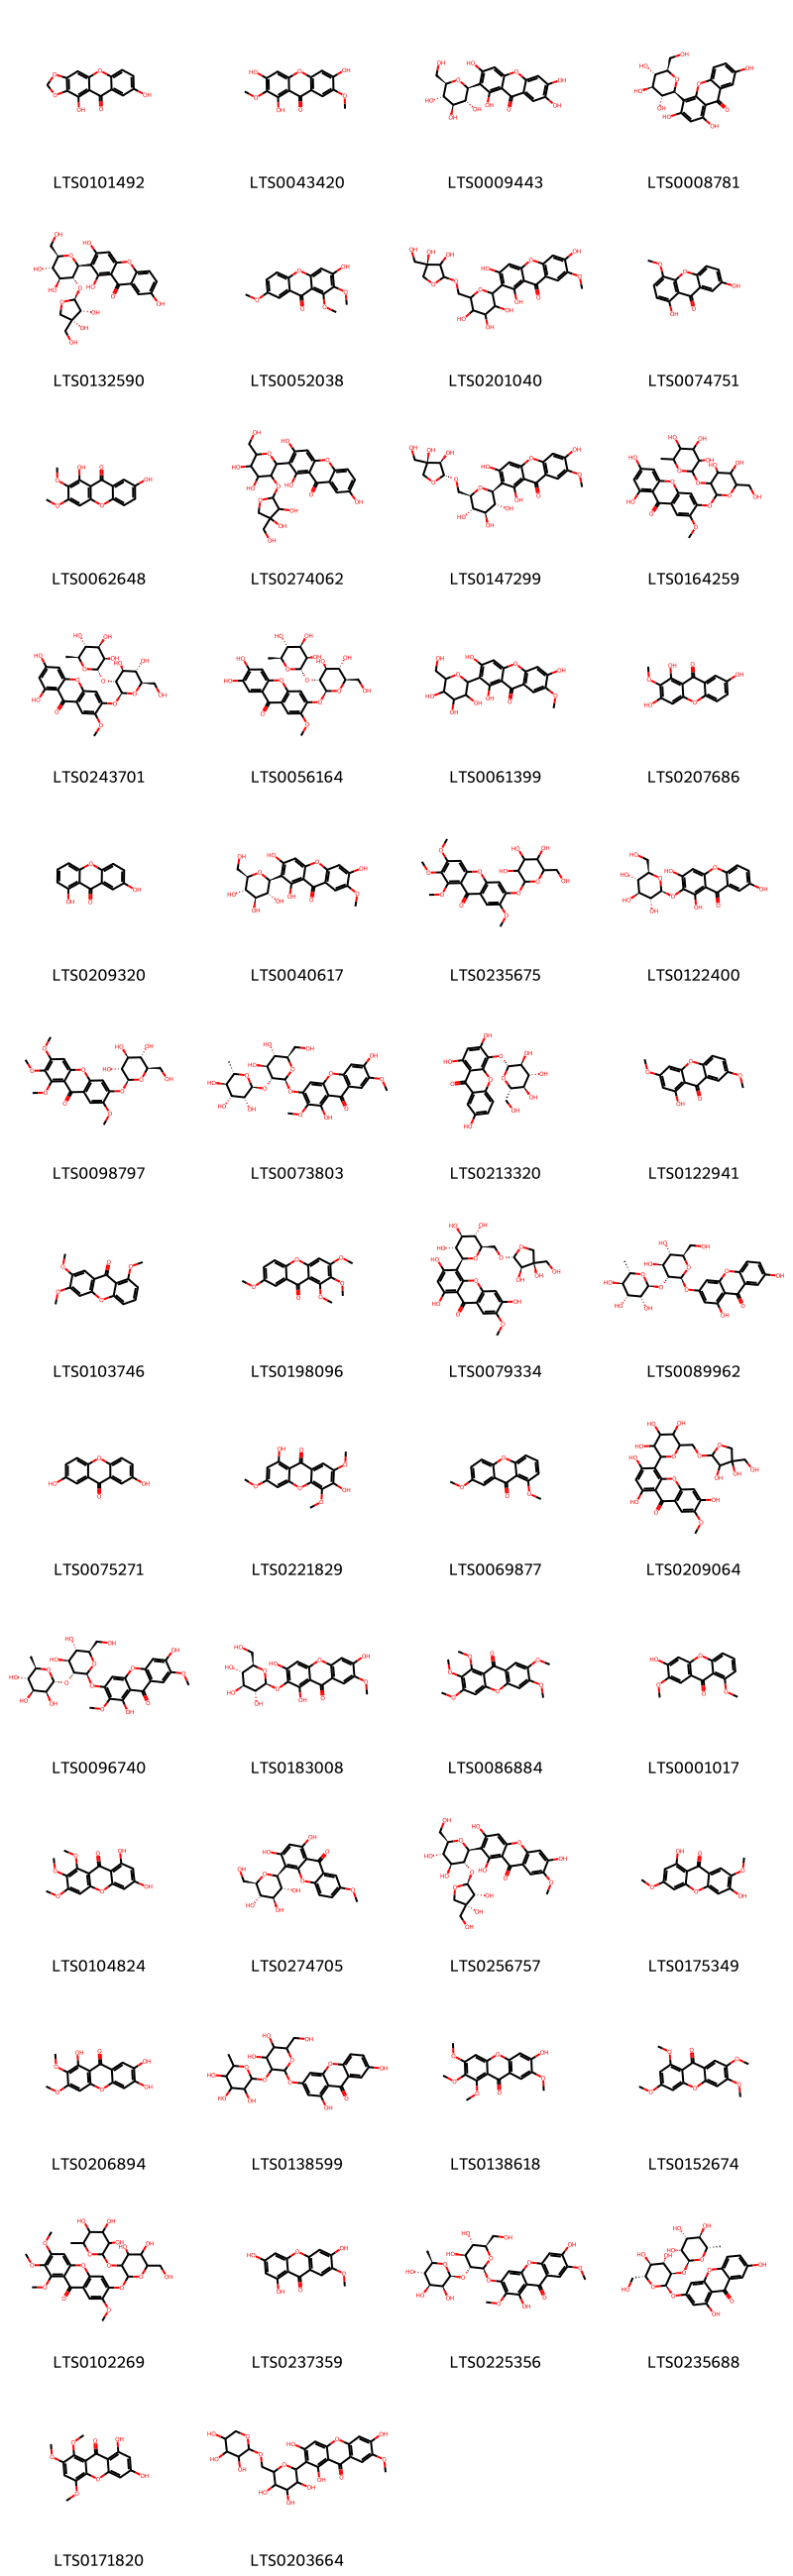 LTS0101492 LTS0043420 LTS0009443 LTS0008781
LTS0132590 LTS0052038 LTS0201040 LTS0074751
LTS0062648 LTS0274062 LTS0147299 LTS0164259
LTS0243701 LTS0056164 LTS0061399 LTS0207686
LTS0209320 LTS0040617 LTS0235675 LTS0122400
LTS0098797 LTS0073803 LTS0213320 LTS0122941
LTS0103746 LTS0198096 LTS0079334 LTS0089962
LTS0075271 LTS0221829 LTS0069877 LTS0209064
LTS0096740 LTS0183008 LTS0086884 LTS0001017
LTS0104824 LTS0274705 LTS0256757 LTS0175349
LTS0206894 LTS0138599 LTS0138618 LTS0152674
LTS0102269 LTS0237359 LTS0225356 LTS0235688
LTS0171820 LTS0203664